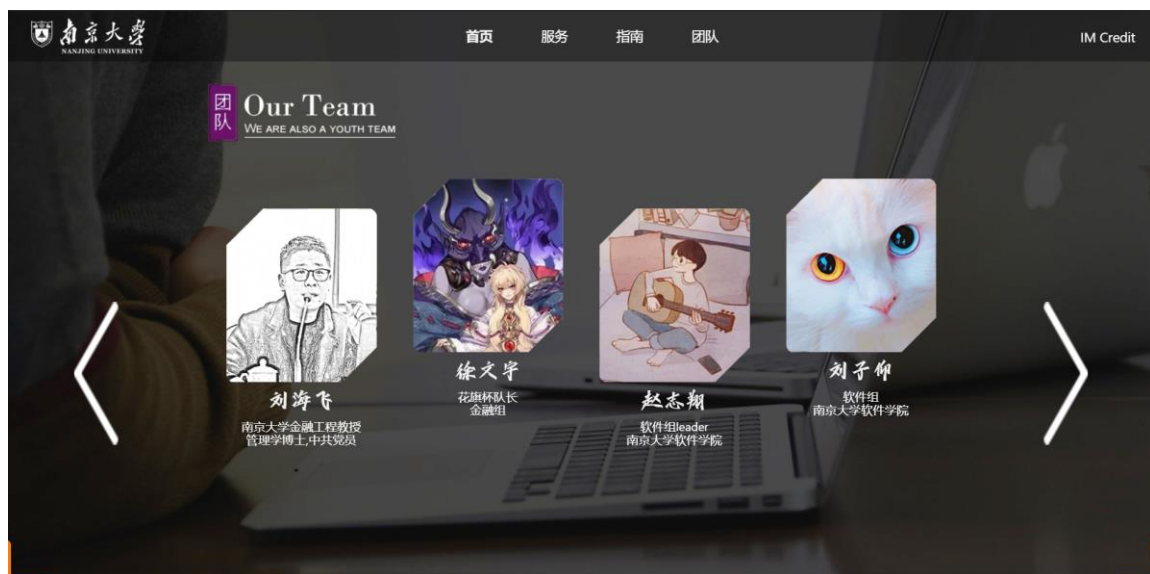 南京大學
NANJING UNIVERSITY
首页
服务
指南
团队
IM Credit
团队
Our Team
WE ARE ALSO A YOUTH TEAM
刘海飞
南京大学金融工程教授
管理学博士,中共党员
徐文宇
花旗杯队长
金融组
赵志翔
软件组leader
南京大学软件学院
刘子仰
软件组
南京大学软件学院